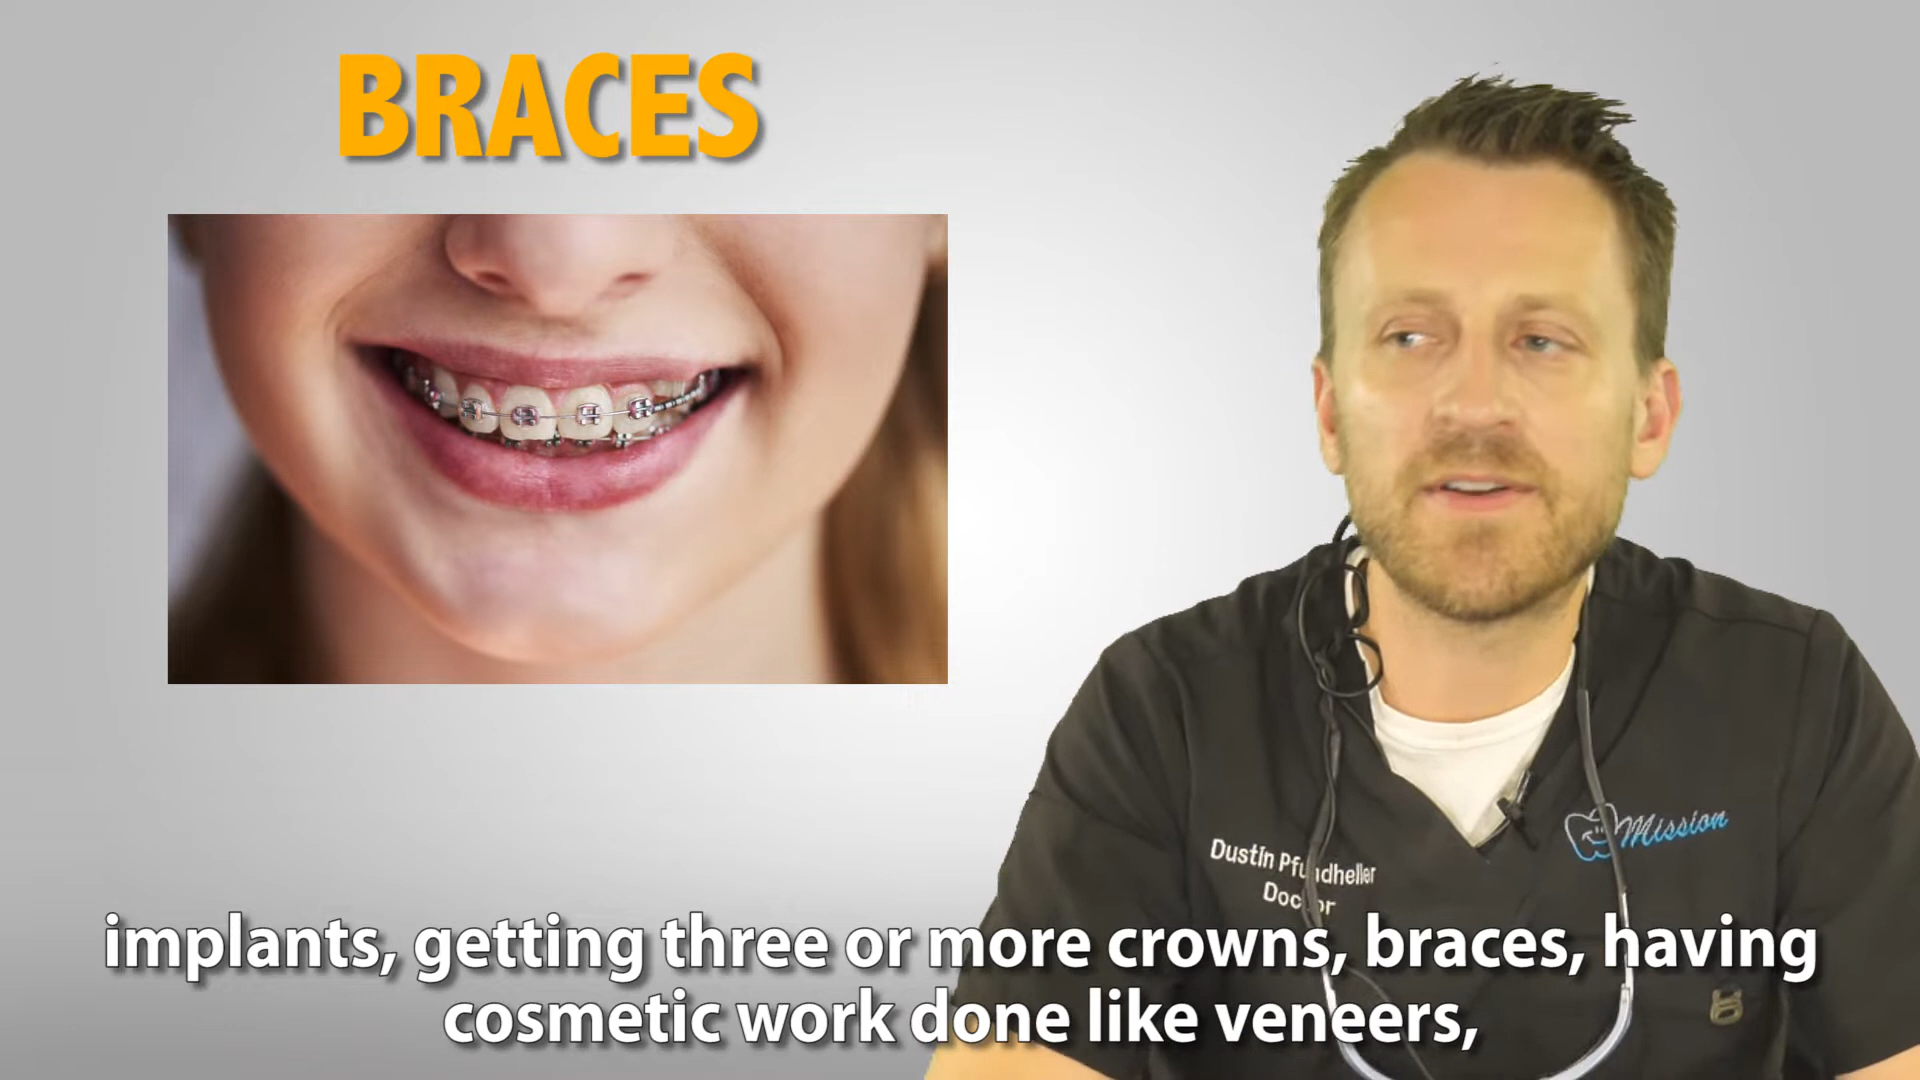 BRACES
Dustin Pfundheller
Doctor
Mission
implants, getting three or more crowns, braces, having
cosmetic work done like veneers,